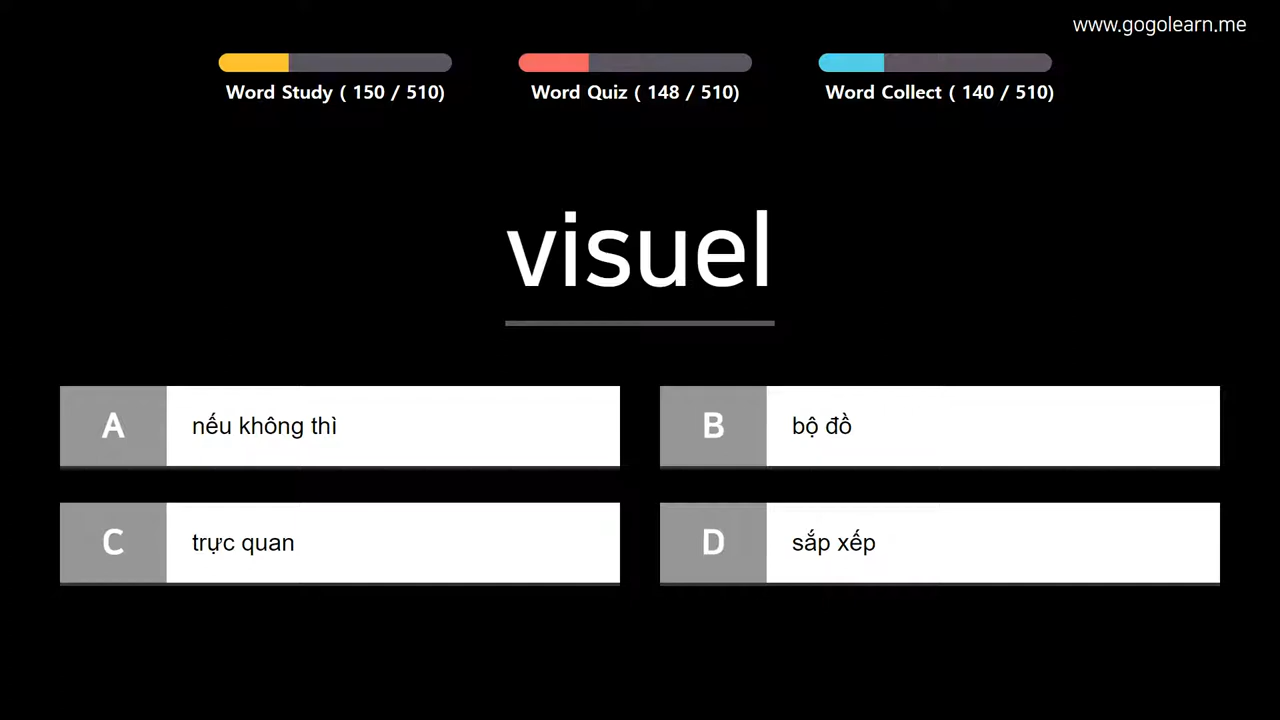 www.gogolearn.me
Word Study ( 150 / 510)
Word Quiz ( 148 / 510)
Word Collect ( 140 / 510)
visuel
A nếu không thì
B bộ đồ
C trực quan
D sắp xếp